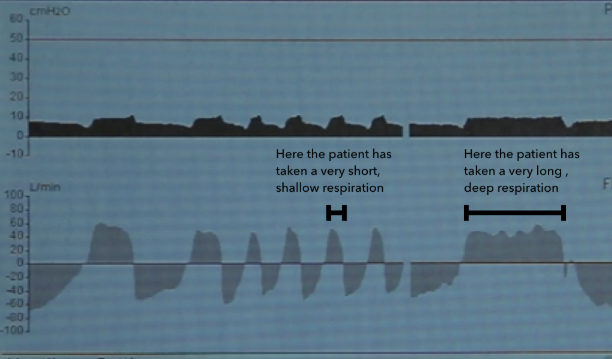 cmH2O
60
50
40
30
20
10
0
-10
Here the patient has
taken a very short,
shallow respiration
Here the patient has
taken a very long ,
deep respiration
L/min
100
80
60
40
20
0
-20
-40
-60
-80
-100